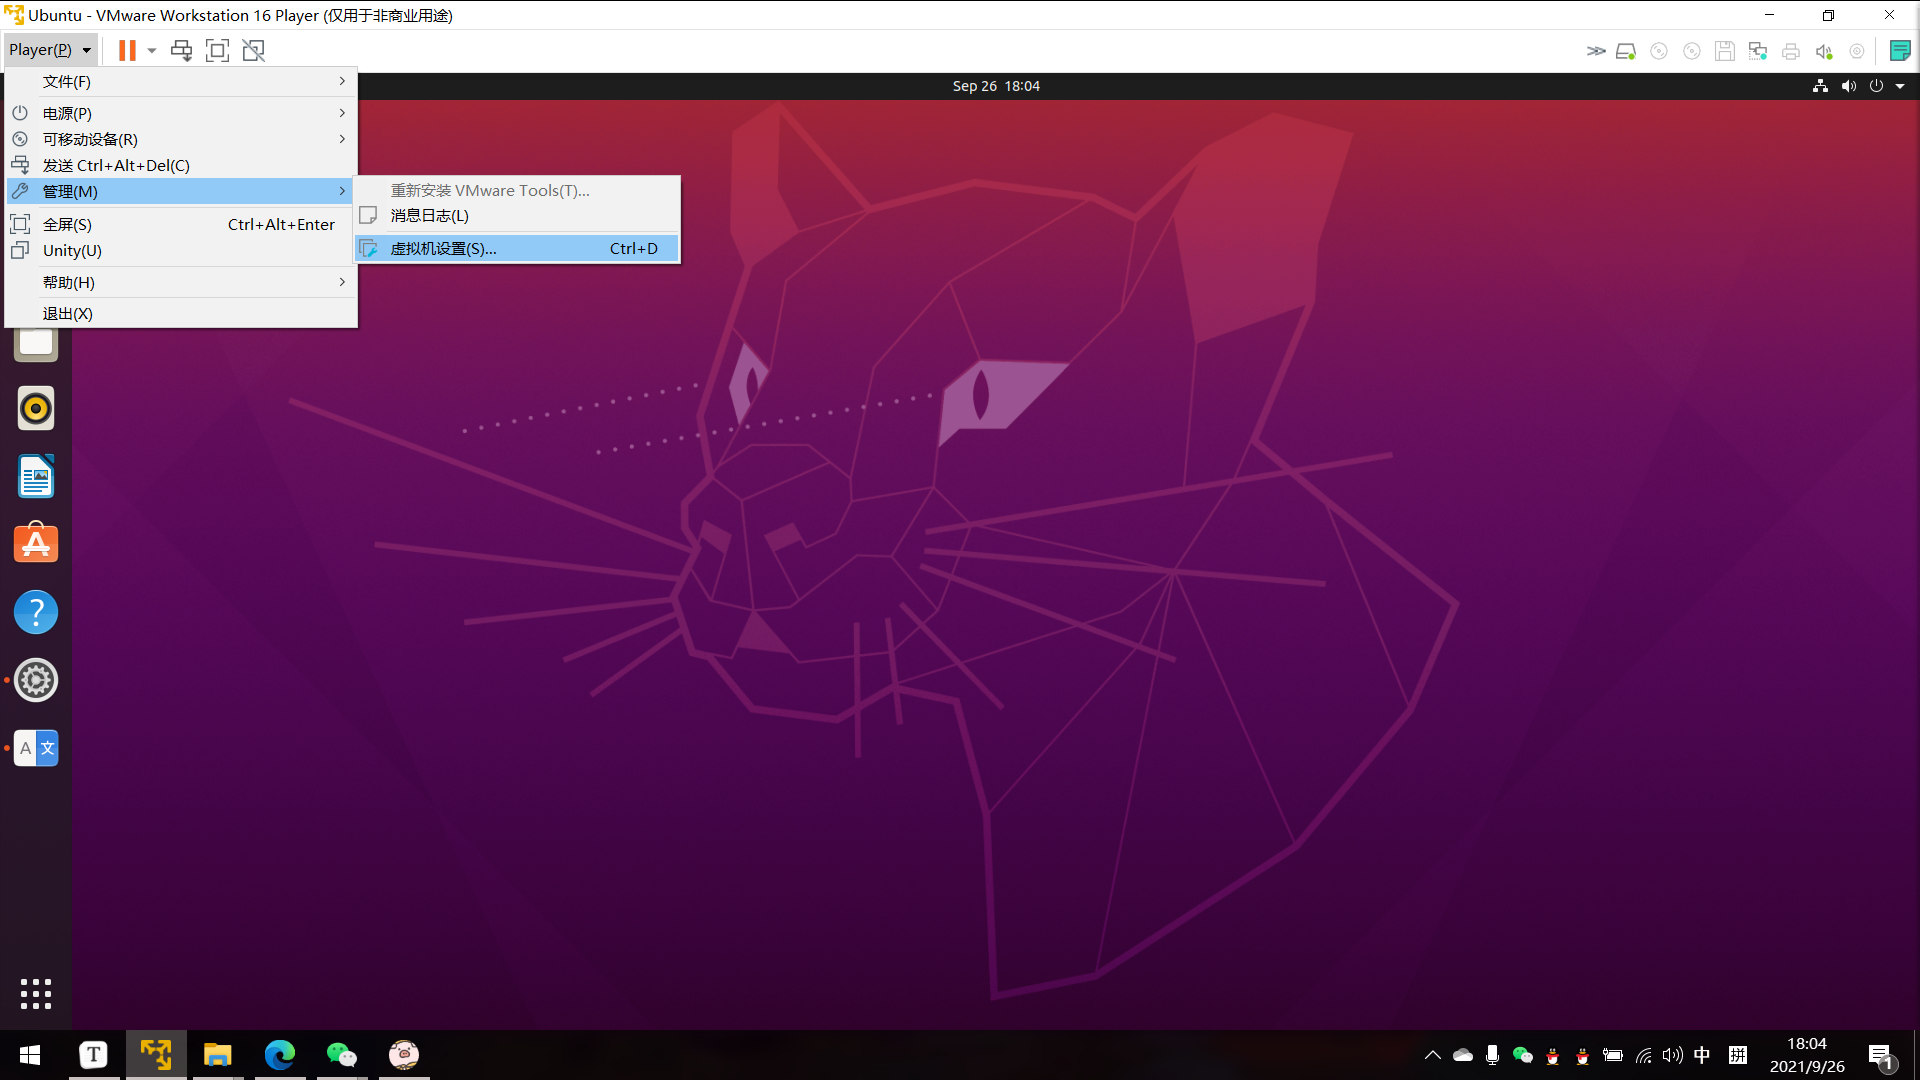 Ubuntu - VMware Workstation 16 Player (仅用于非商业用途)
Player(P)
文件(F)
电源(P)
可移动设备(R)
发送 Ctrl+Alt+Del(C)
管理(M)
全屏(S) Ctrl+Alt+Enter
Unity(U)
帮助(H)
退出(X)
重新安装 VMware Tools(T)...
消息日志(L)
虚拟机设置(S)... Ctrl+D
Sep 26 18:04
?
A 文
T
中
拼
18:04
2021/9/26
1